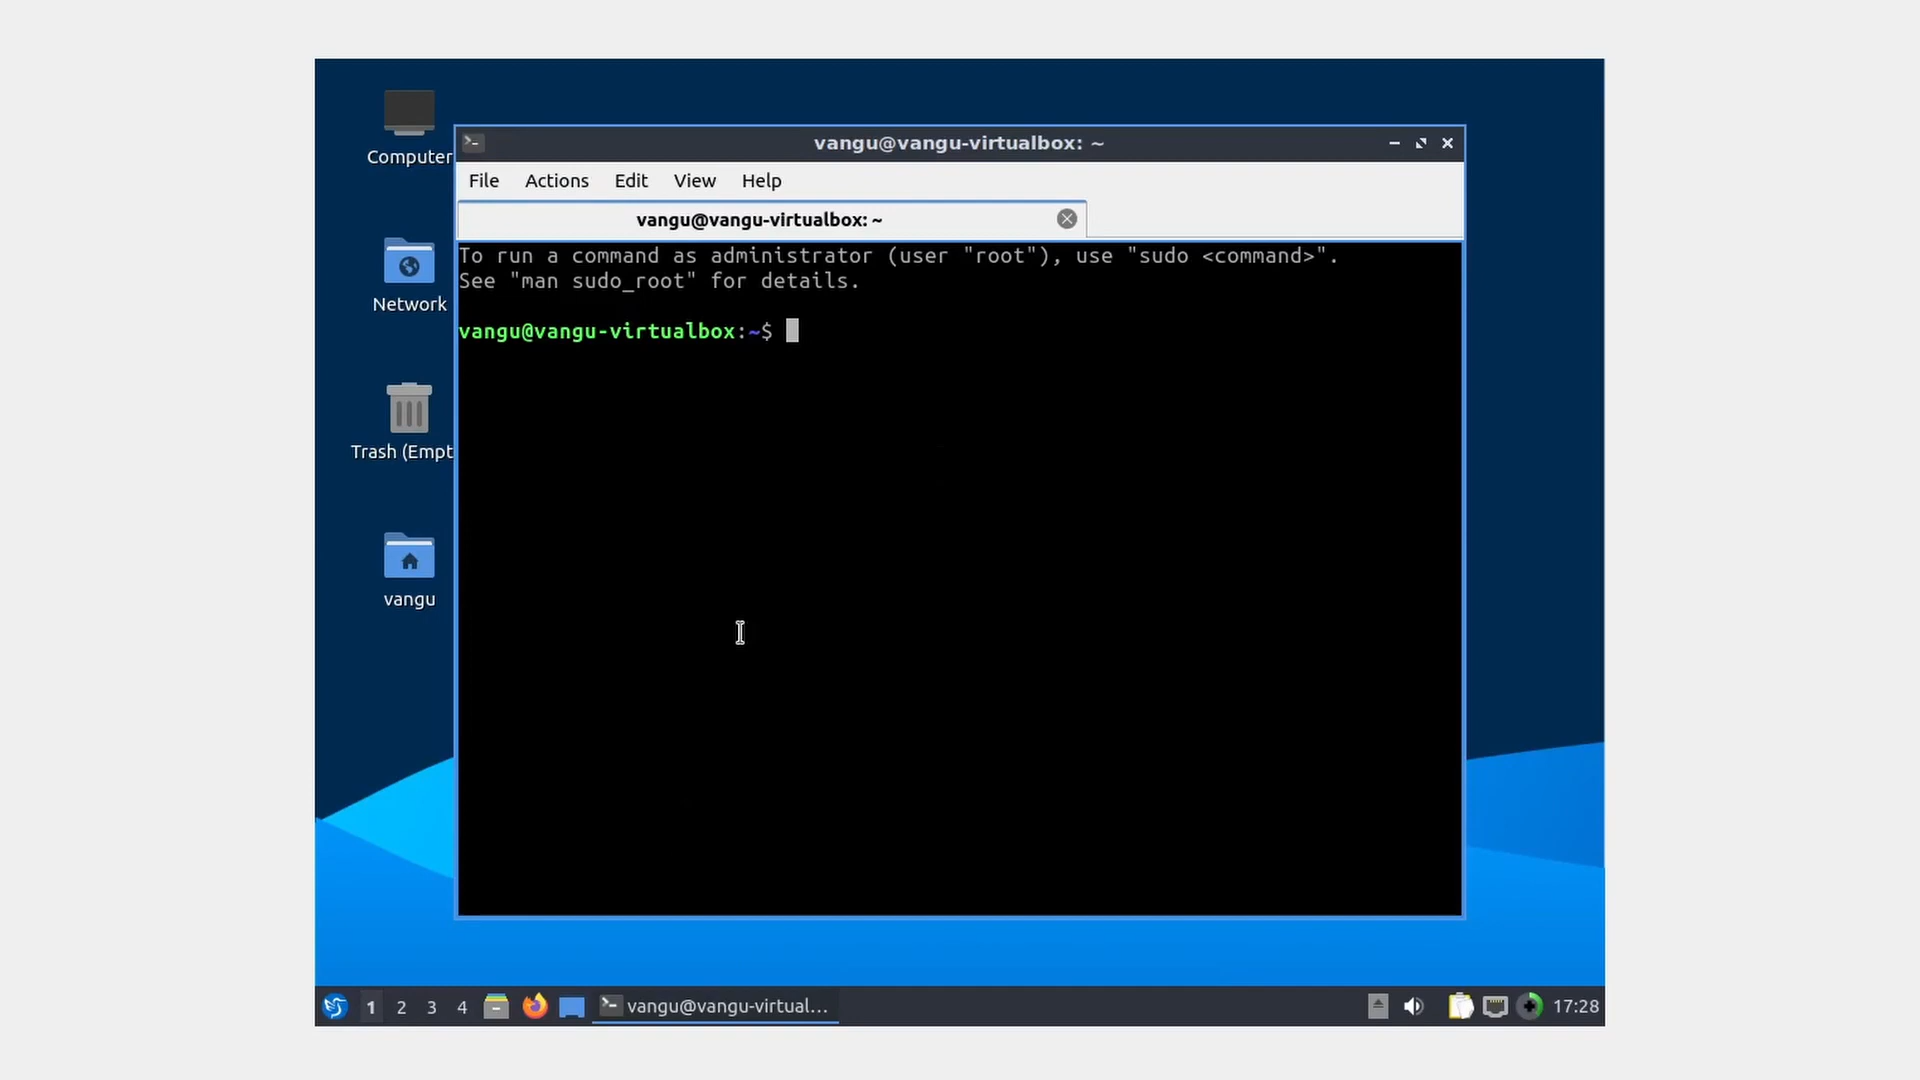 Computer
Network
Trash (Empt
vangu
vangu@vangu-virtualbox: ~
File Actions Edit View Help
vangu@vangu-virtualbox: ~
To run a command as administrator (user "root"), use "sudo <command>".
See "man sudo_root" for details.
vangu@vangu-virtualbox:~$
1 2 3 4 vangu@vangu-virtual... 17:28